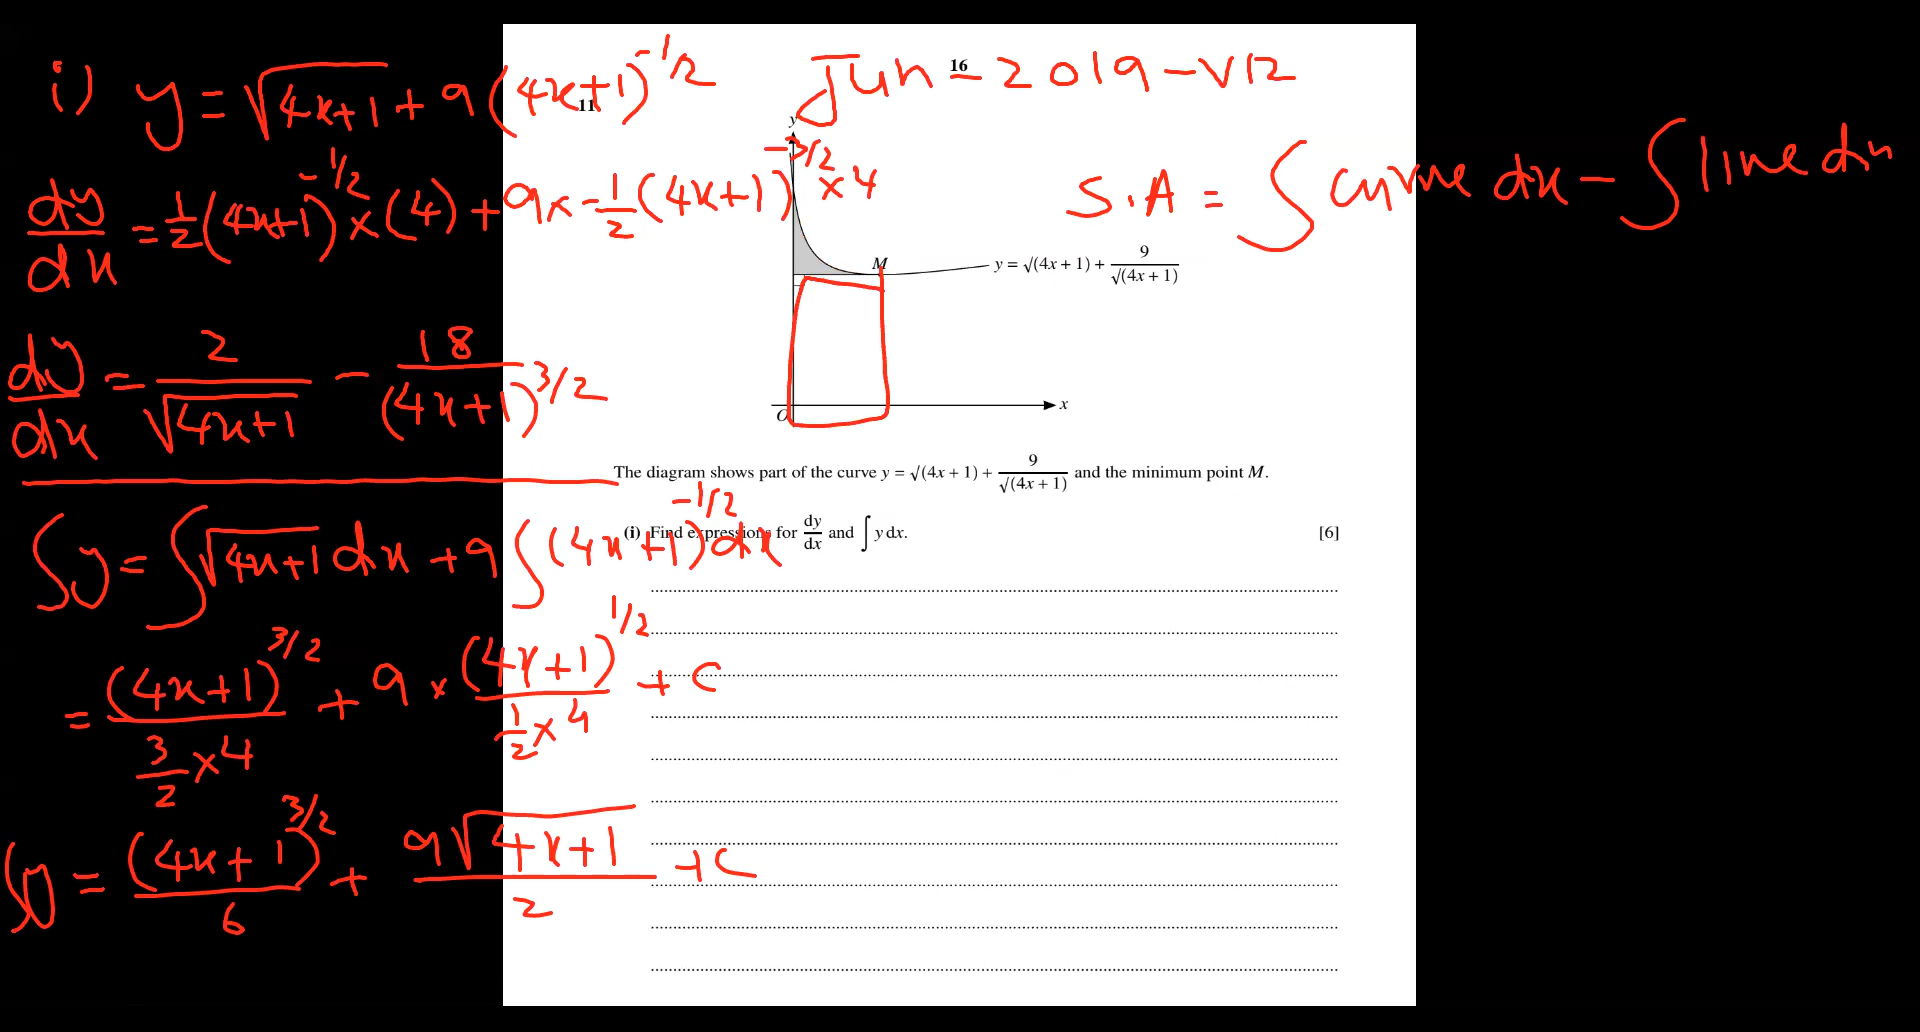 i) y = √4x+1 + 9(4x+1)^-1/2
Jun - 2019 - V12
16
11
dy/dx = 1/2(4x+1)^-1/2 × (4) + 9x - 1/2(4x+1)^-3/2 × 4
S.A = ∫ curve dx - ∫ line dx
y
M
y = √(4x + 1) + 9/√(4x + 1)
O
x
dy/dx = 2/√4x+1 - 18/(4x+1)^3/2
The diagram shows part of the curve y = √(4x + 1) + 9/√(4x + 1) and the minimum point M.
(i) Find expressions for dy/dx and ∫ y dx.
[6]
∫y = ∫√4x+1 dx + 9∫(4x+1)^-1/2 dx
= (4x+1)^3/2 / 3/2 × 4 + 9 × (4x+1)^1/2 / 1/2 × 4 + C
∫y = (4x+1)^3/2 / 6 + 9√4x+1 / 2 + C